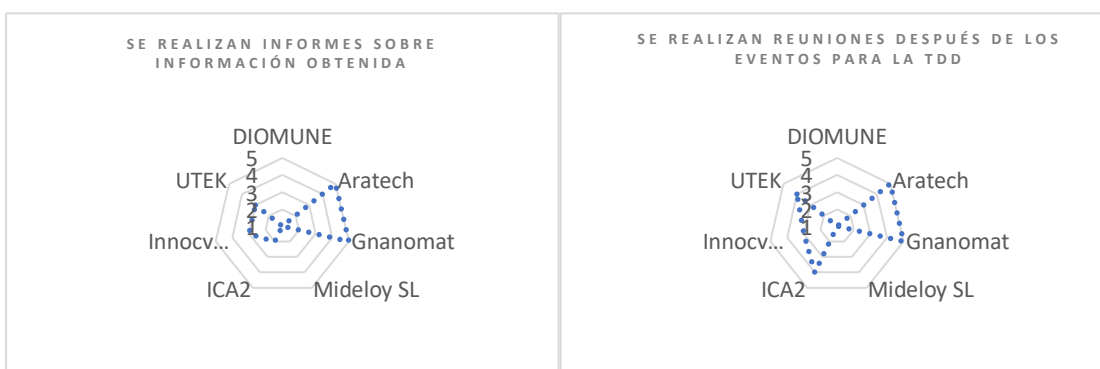 SE REALIZAN INFORMES SOBRE
INFORMACIÓN OBTENIDA
DIOMUNE
5
4
3
2
1
UTEK
Aratech
Innocv...
Gnanomat
ICA2
Mideloy SL
SE REALIZAN REUNIONES DESPUÉS DE LOS
EVENTOS PARA LA TDD
DIOMUNE
5
4
3
2
1
UTEK
Aratech
Innocv...
Gnanomat
ICA2
Mideloy SL